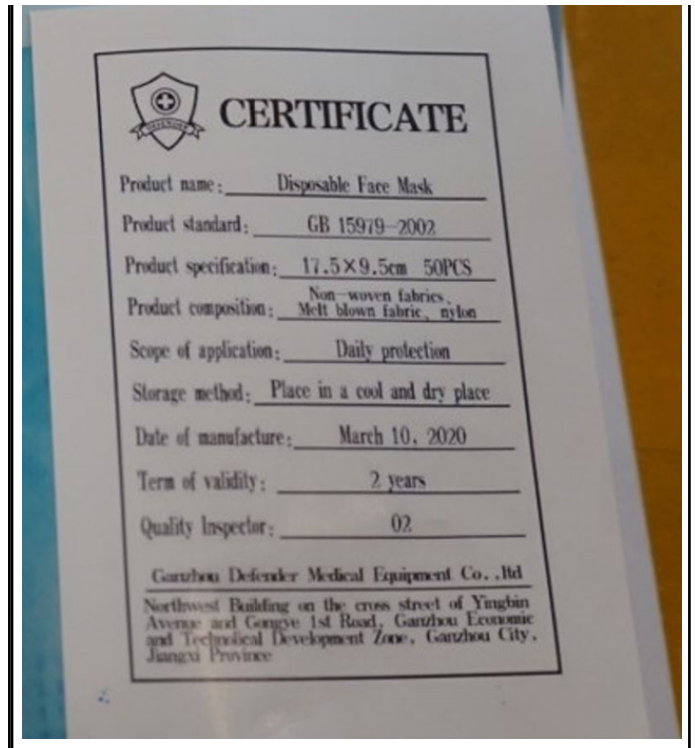 DEFENDER
CERTIFICATE
Product name: Disposable Face Mask
Product standard: GB 15979-2002
Product specification: 17.5×9.5cm 50PCS
Non-woven fabrics、
Product composition: Melt blown fabric、nylon
Scope of application: Daily protection
Storage method: Place in a cool and dry place
Date of manufacture: March 10, 2020
Term of validity: 2 years
Quality Inspector: 02
Ganzhou Defender Medical Equipment Co.,ltd
Northwest Building on the cross street of Yingbin
Avenue and Gongye 1st Road, Ganzhou Economic
and Technolical Development Zone, Ganzhou City,
Jiangxi Province